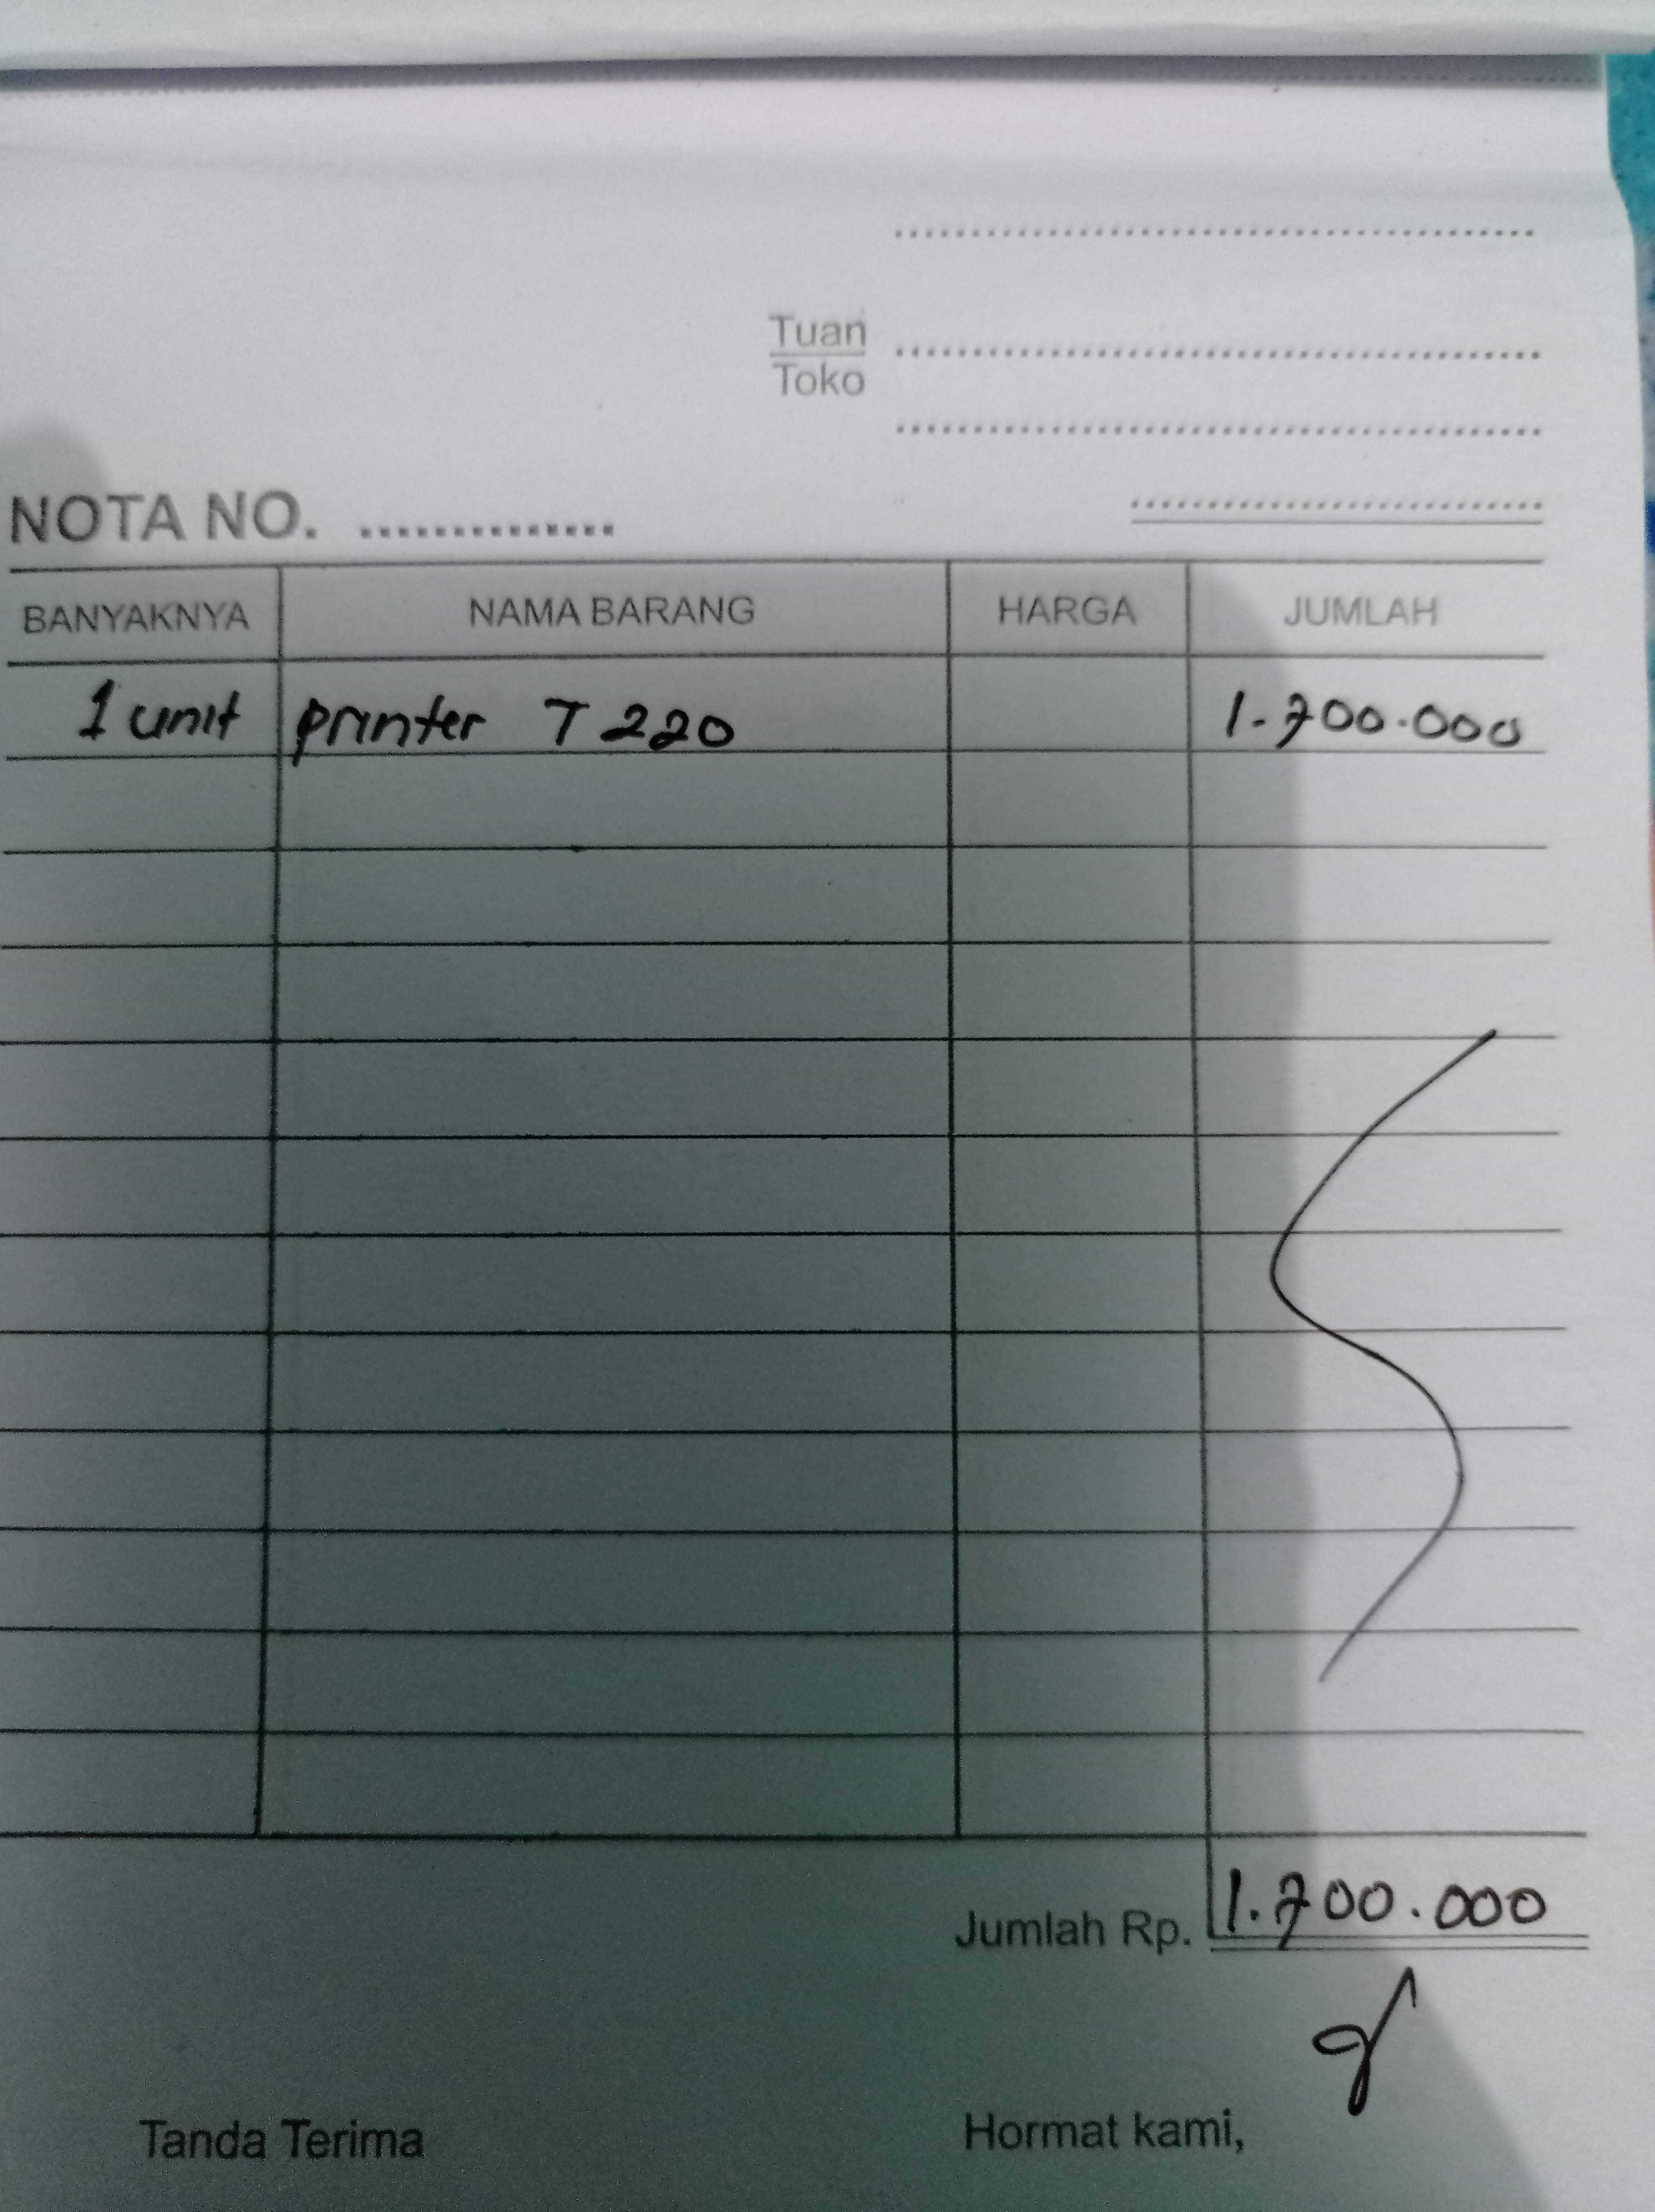 Tuan
Toko
NOTA NO. ..............
BANYAKNYA NAMA BARANG HARGA JUMLAH
1 unit printer T 220 1.700.000
Jumlah Rp. 1.700.000
Tanda Terima Hormat kami,